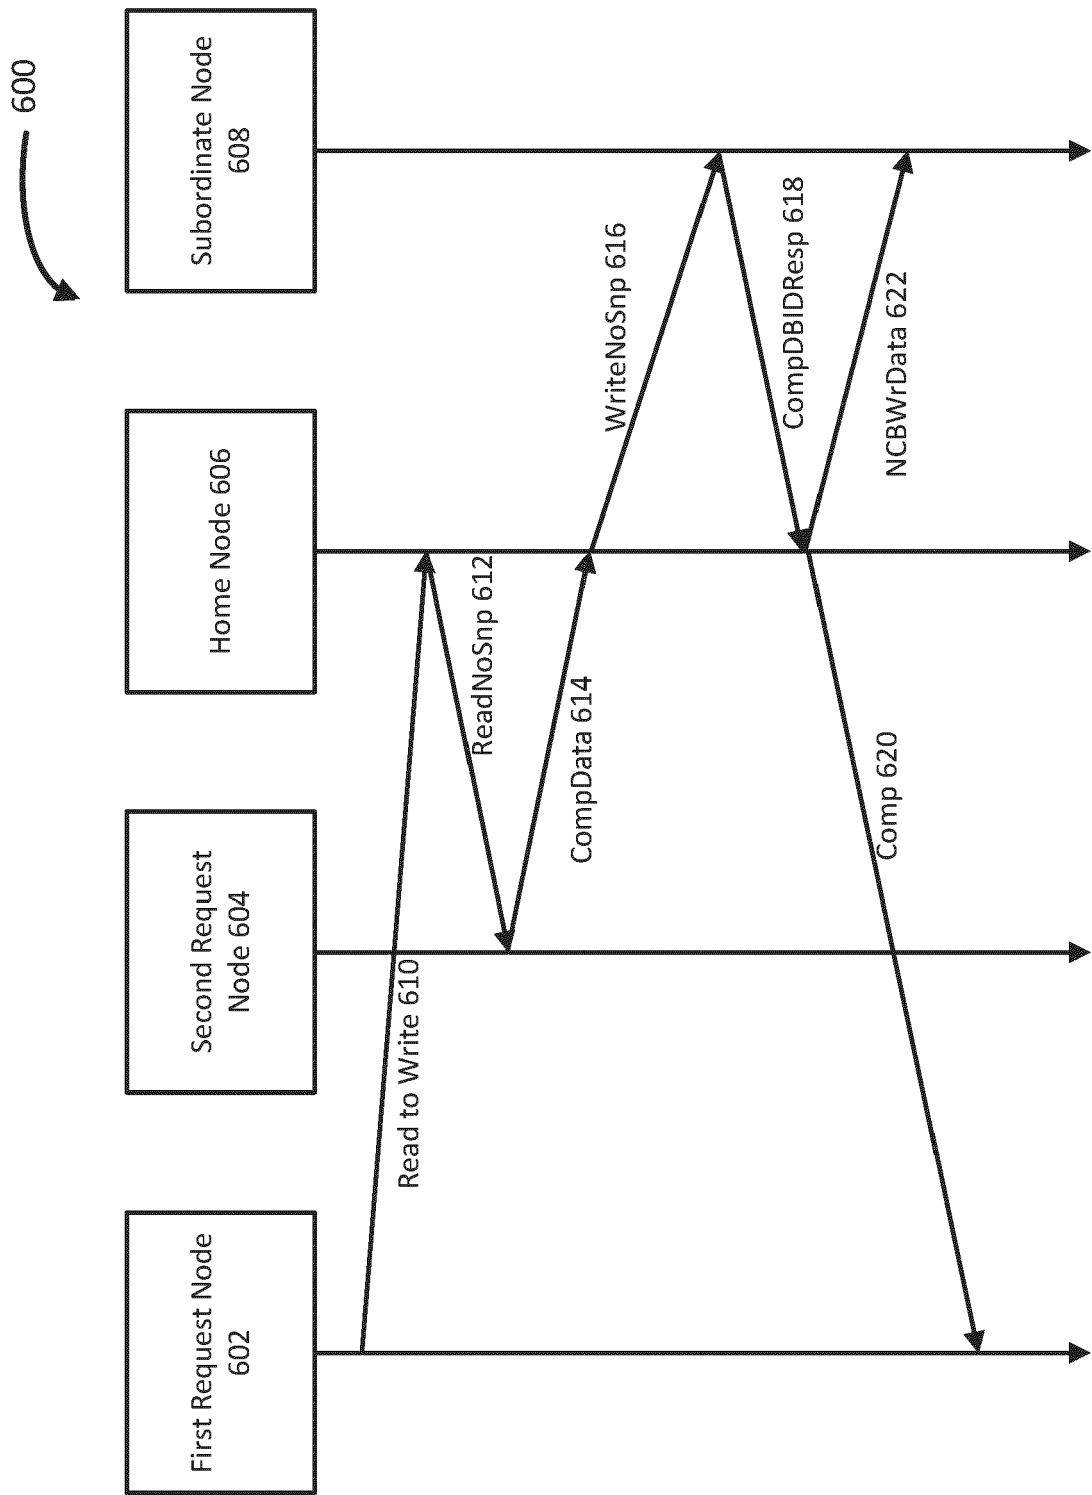 600
First Request Node
602
Second Request
Node 604
Home Node 606
Subordinate Node
608
Read to Write 610
ReadNoSnp 612
CompData 614
WriteNoSnp 616
CompDBIDResp 618
Comp 620
NCBWrData 622